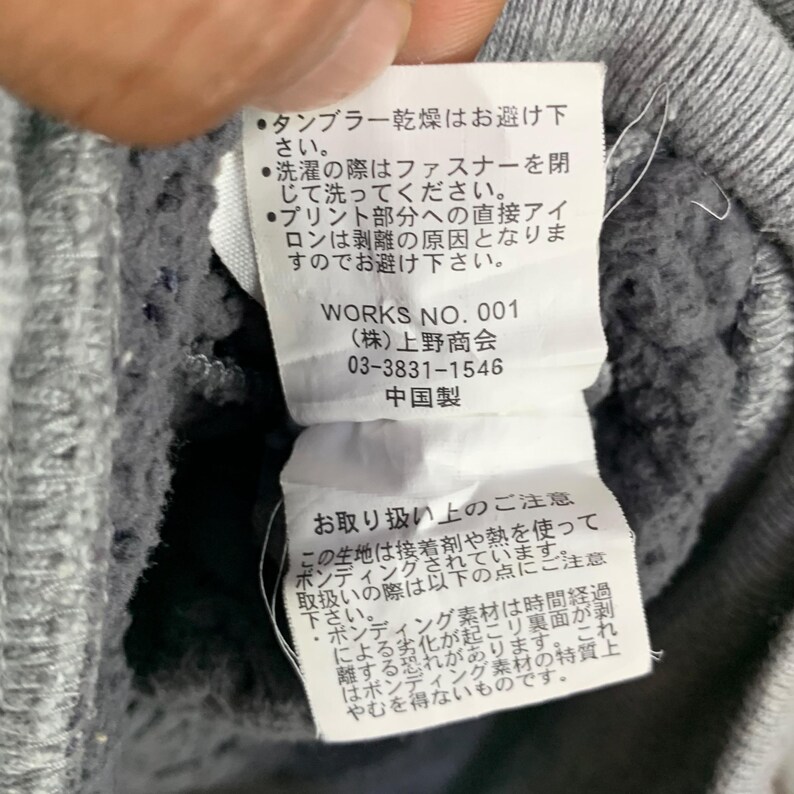 •タンブラー乾燥はお避け下
さい。
•洗濯の際はファスナーを閉
じて洗ってください。
•プリント部分への直接アイ
ロンは剥離の原因となりま
すのでお避け下さい。
WORKS NO. 001
(株)上野商会
03-3831-1546
中国製
お取り扱い上のご注意
この生地は接着剤や熱を使って
ボンディングされています。
取扱いの際は以下の点にご注意
下さい。
・ボンディング素材は時間経過
による劣化が起こり裏面が剥
離する恐れがあります。これ
はボンディング素材の特質上
やむを得ないものです。